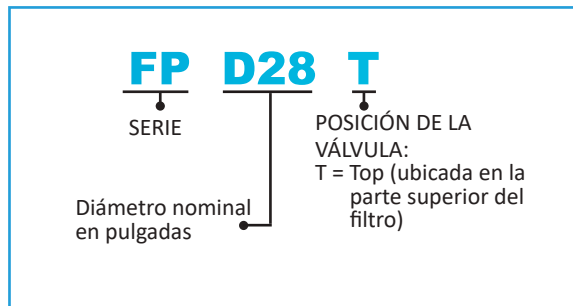 FP D28 T
SERIE
POSICIÓN DE LA
VÁLVULA:
T = Top (ubicada en la
parte superior del
filtro)
Diámetro nominal
en pulgadas